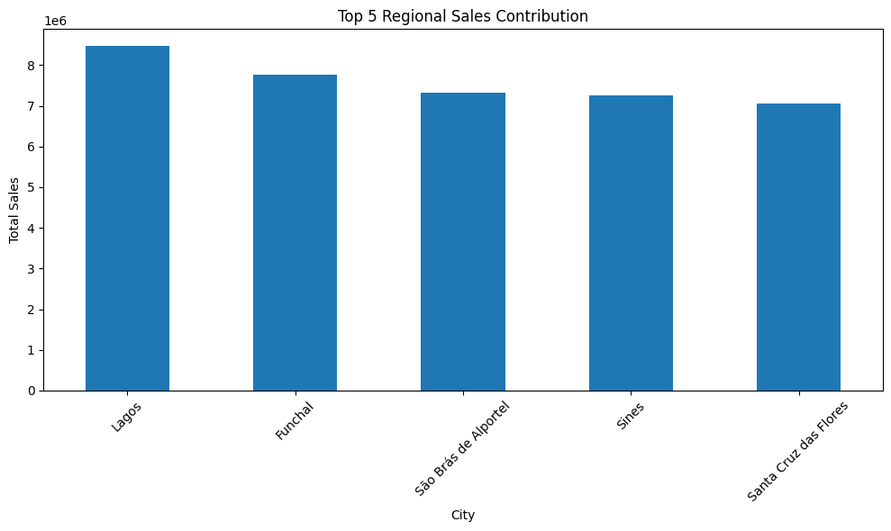 Top 5 Regional Sales Contribution
1e6
8
7
6
5
4
3
2
1
0
Total Sales
Lagos
Funchal
São Brás de Alportel
Sines
Santa Cruz das Flores
City